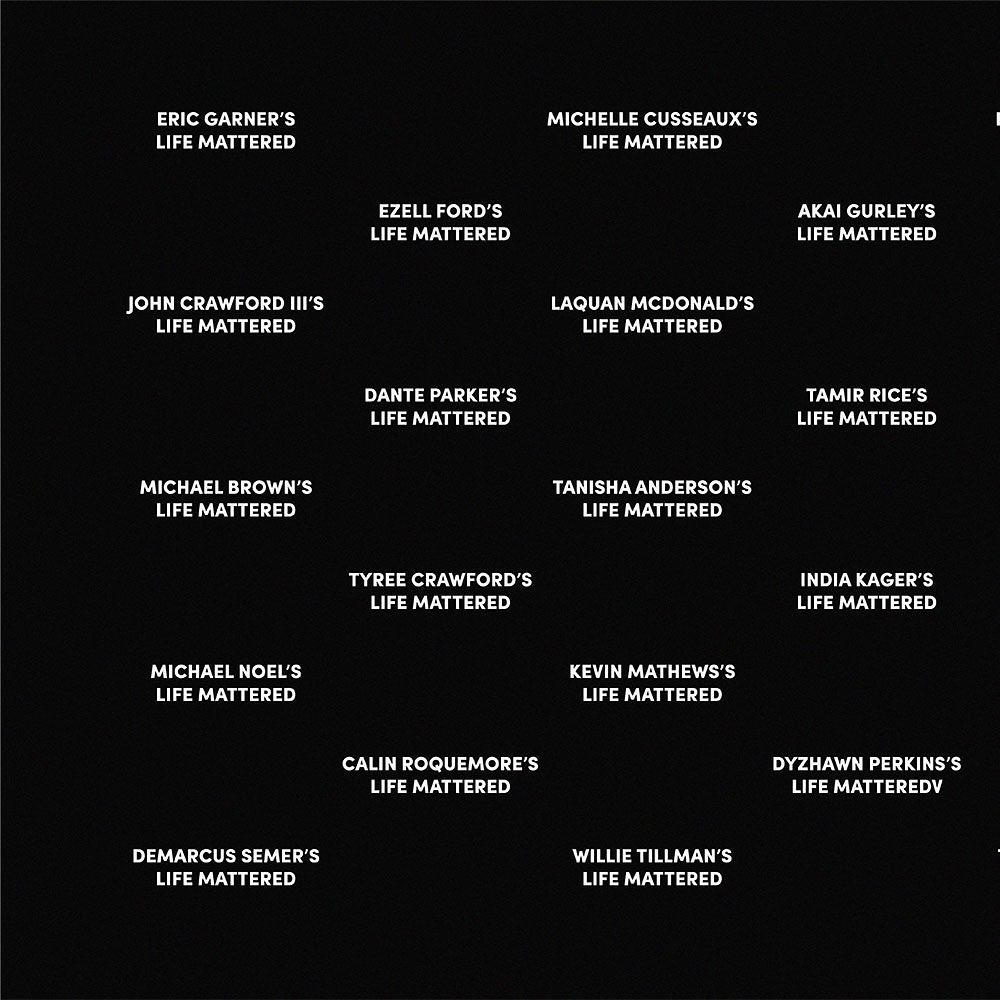 ERIC GARNER’S
LIFE MATTERED
MICHELLE CUSSEAUX’S
LIFE MATTERED
EZELL FORD’S
LIFE MATTERED
AKAI GURLEY’S
LIFE MATTERED
JOHN CRAWFORD III’S
LIFE MATTERED
LAQUAN MCDONALD’S
LIFE MATTERED
DANTE PARKER’S
LIFE MATTERED
TAMIR RICE’S
LIFE MATTERED
MICHAEL BROWN’S
LIFE MATTERED
TANISHA ANDERSON’S
LIFE MATTERED
TYREE CRAWFORD’S
LIFE MATTERED
INDIA KAGER’S
LIFE MATTERED
MICHAEL NOEL’S
LIFE MATTERED
KEVIN MATHEWS’S
LIFE MATTERED
CALIN ROQUEMORE’S
LIFE MATTERED
DYZHAWN PERKINS’S
LIFE MATTEREDV
DEMARCUS SEMER’S
LIFE MATTERED
WILLIE TILLMAN’S
LIFE MATTERED